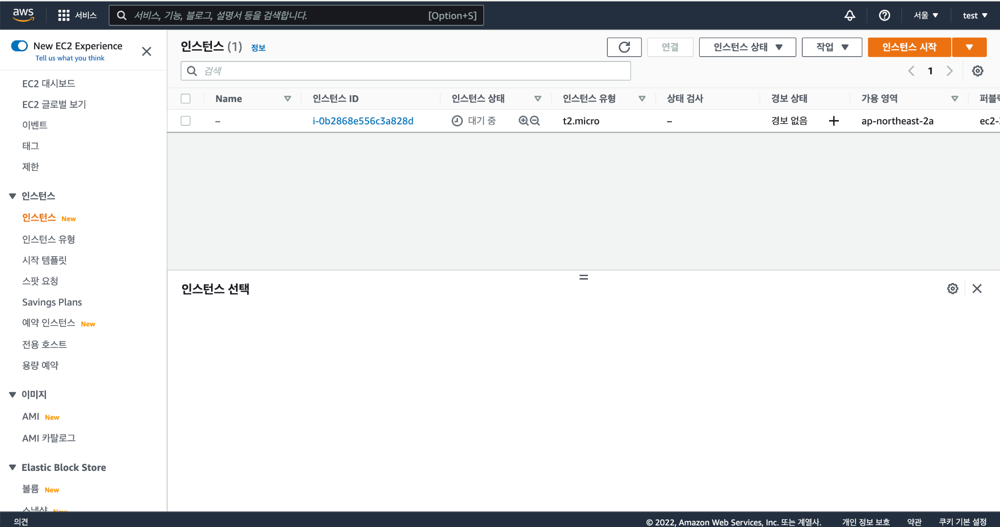 aws
서비스
서비스, 기능, 블로그, 설명서 등을 검색합니다.
[Option+S]
서울
test
New EC2 Experience
Tell us what you think
EC2 대시보드
EC2 글로벌 보기
이벤트
태그
제한
인스턴스
인스턴스 New
인스턴스 유형
시작 템플릿
스팟 요청
Savings Plans
예약 인스턴스 New
전용 호스트
용량 예약
이미지
AMI New
AMI 카탈로그
Elastic Block Store
볼륨 New
스냅샷 New
인스턴스 (1) 정보
연결
인스턴스 상태
작업
인스턴스 시작
검색
1
Name 인스턴스 ID 인스턴스 상태 인스턴스 유형 상태 검사 경보 상태 가용 영역
– i-0b2868e556c3a828d 대기 중 t2.micro – 경보 없음 + ap-northeast-2a ec2-
인스턴스 선택
의견
© 2022, Amazon Web Services, Inc. 또는 계열사. 개인 정보 보호 약관 쿠키 기본 설정